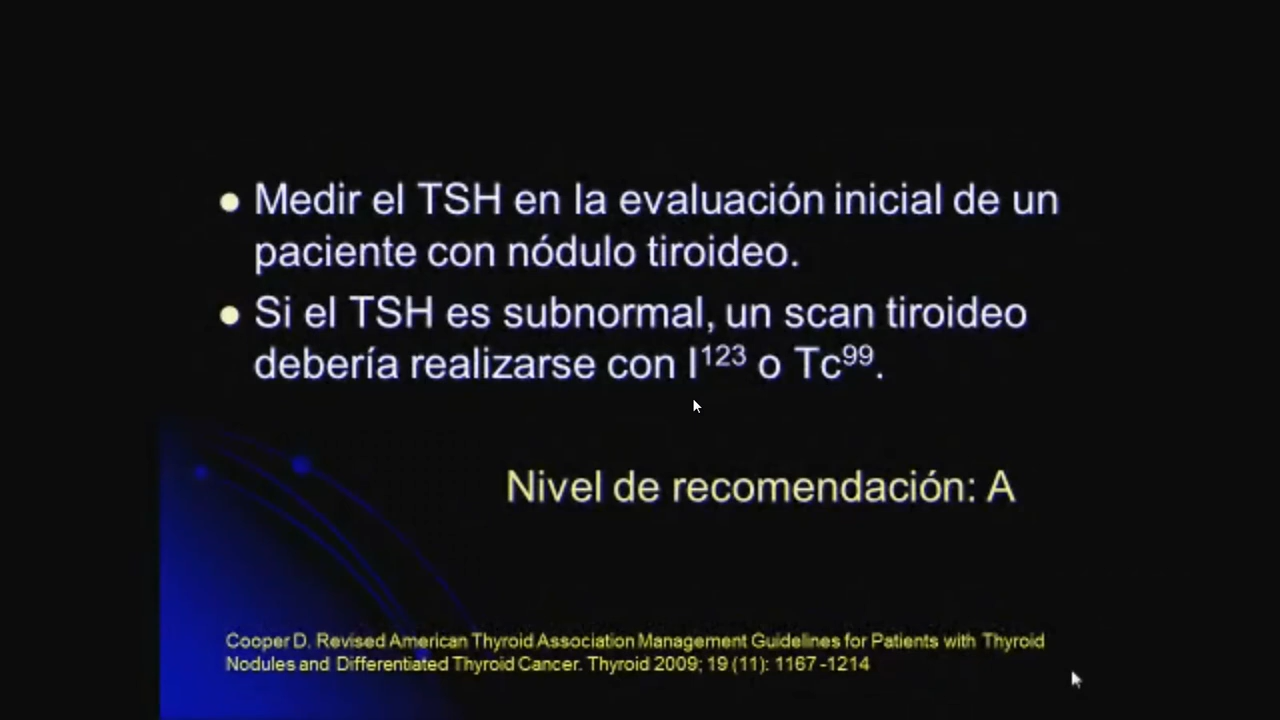 Medir el TSH en la evaluación inicial de un
paciente con nódulo tiroideo.
Si el TSH es subnormal, un scan tiroideo
debería realizarse con I¹²³ o Tc⁹⁹.
Nivel de recomendación: A
Cooper D. Revised American Thyroid Association Management Guidelines for Patients with Thyroid
Nodules and Differentiated Thyroid Cancer. Thyroid 2009; 19 (11): 1167 -1214